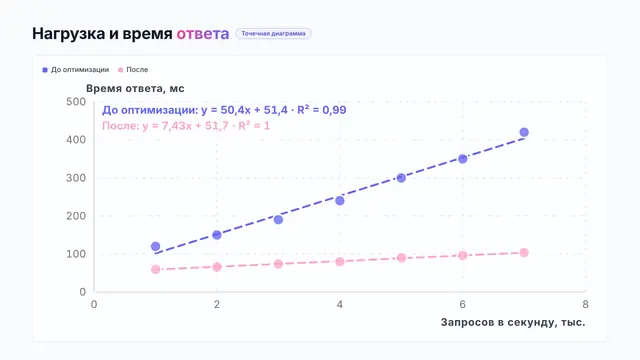 Нагрузка и время ответа
Точечная диаграмма
До оптимизации
После
Время ответа, мс
До оптимизации: y = 50,4x + 51,4 · R² = 0,99
После: y = 7,43x + 51,7 · R² = 1
500
400
300
200
100
0
0 2 4 6 8
Запросов в секунду, тыс.